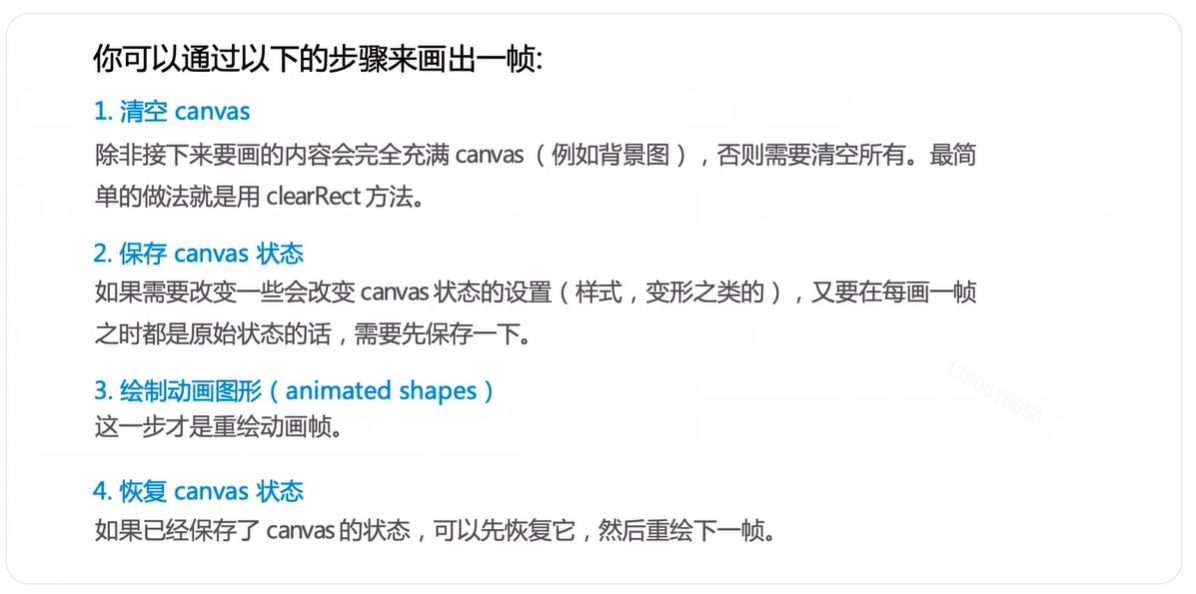 你可以通过以下的步骤来画出一帧:
1. 清空 canvas
除非接下来要画的内容会完全充满 canvas（例如背景图），否则需要清空所有。最简
单的做法就是用 clearRect 方法。
2. 保存 canvas 状态
如果需要改变一些会改变 canvas 状态的设置（样式，变形之类的），又要在每画一帧
之时都是原始状态的话，需要先保存一下。
3. 绘制动画图形（animated shapes）
这一步才是重绘动画帧。
4. 恢复 canvas 状态
如果已经保存了 canvas 的状态，可以先恢复它，然后重绘下一帧。